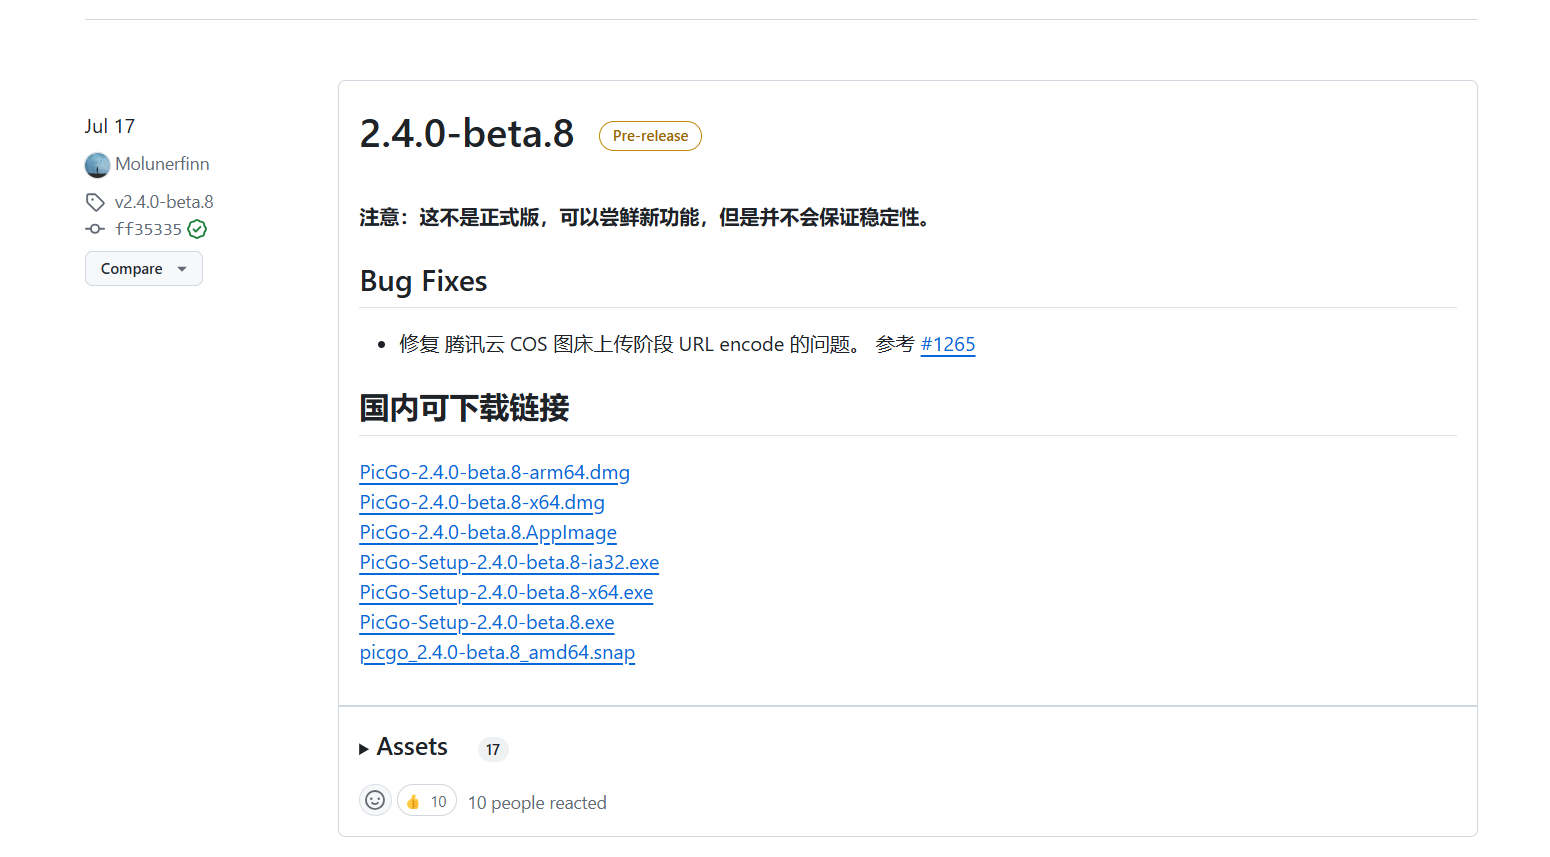 Jul 17
Molunerfinn
v2.4.0-beta.8
ff35335
Compare
2.4.0-beta.8 Pre-release
注意：这不是正式版，可以尝鲜新功能，但是并不会保证稳定性。
Bug Fixes
修复 腾讯云 COS 图床上传阶段 URL encode 的问题。 参考 #1265
国内可下载链接
PicGo-2.4.0-beta.8-arm64.dmg
PicGo-2.4.0-beta.8-x64.dmg
PicGo-2.4.0-beta.8.AppImage
PicGo-Setup-2.4.0-beta.8-ia32.exe
PicGo-Setup-2.4.0-beta.8-x64.exe
PicGo-Setup-2.4.0-beta.8.exe
picgo_2.4.0-beta.8_amd64.snap
Assets 17
10 10 people reacted